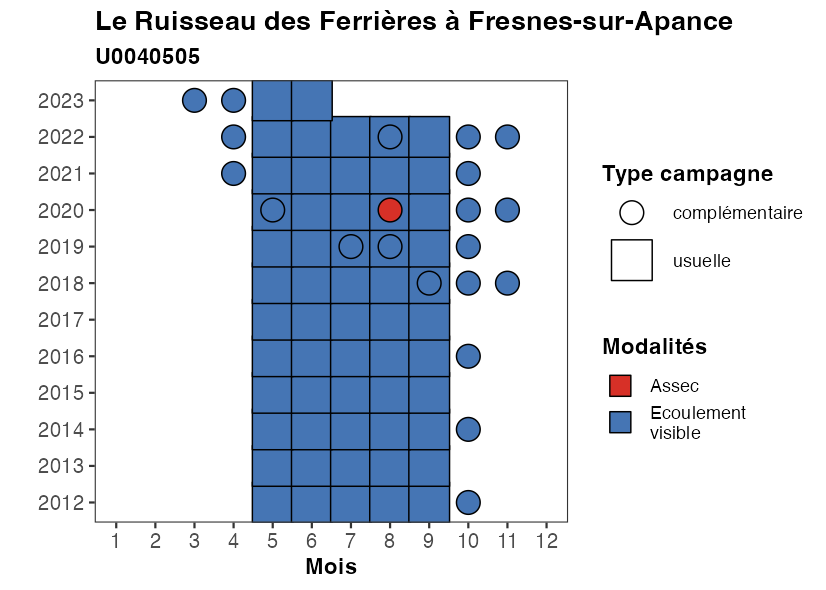 Le Ruisseau des Ferrières à Fresnes-sur-Apance
U0040505
2023
2022
2021
2020
2019
2018
2017
2016
2015
2014
2013
2012
1 2 3 4 5 6 7 8 9 10 11 12
Mois
Type campagne
complémentaire
usuelle
Modalités
Assec
Ecoulement
visible